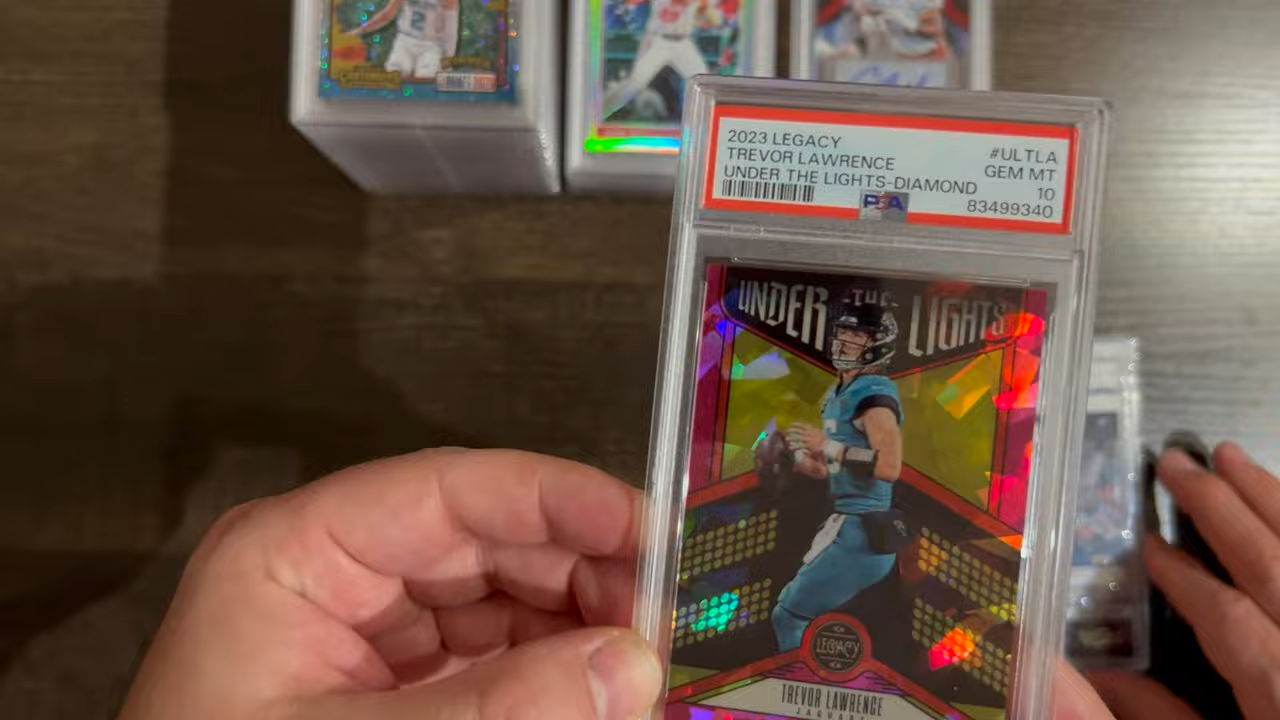 2
2023 LEGACY #ULTLA
TREVOR LAWRENCE GEM MT
UNDER THE LIGHTS-DIAMOND 10
PSA 83499340
UNDER THE LIGHTS
LEGACY
TREVOR LAWRENCE
JAGUARS